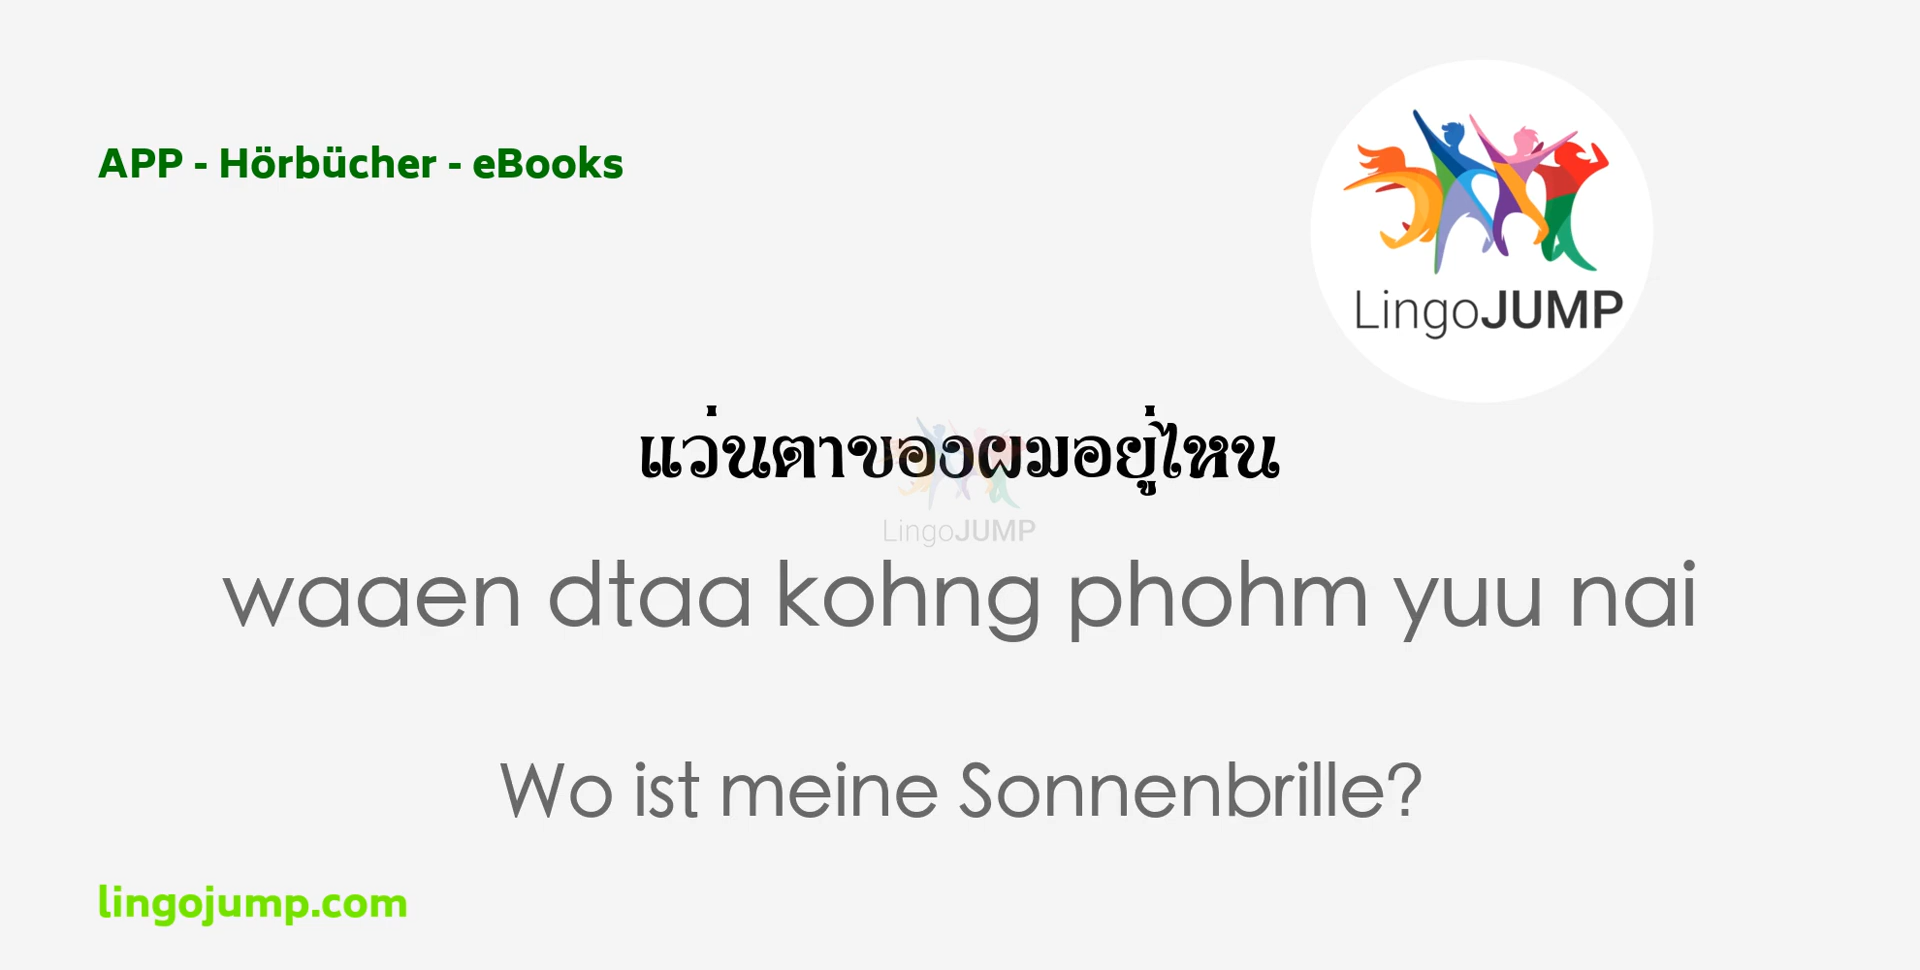 APP - Hörbücher - eBooks
LingoJUMP
แว่นตาของผมอยู่ไหน
LingoJUMP
waaen dtaa kohng phohm yuu nai
Wo ist meine Sonnenbrille?
lingojump.com